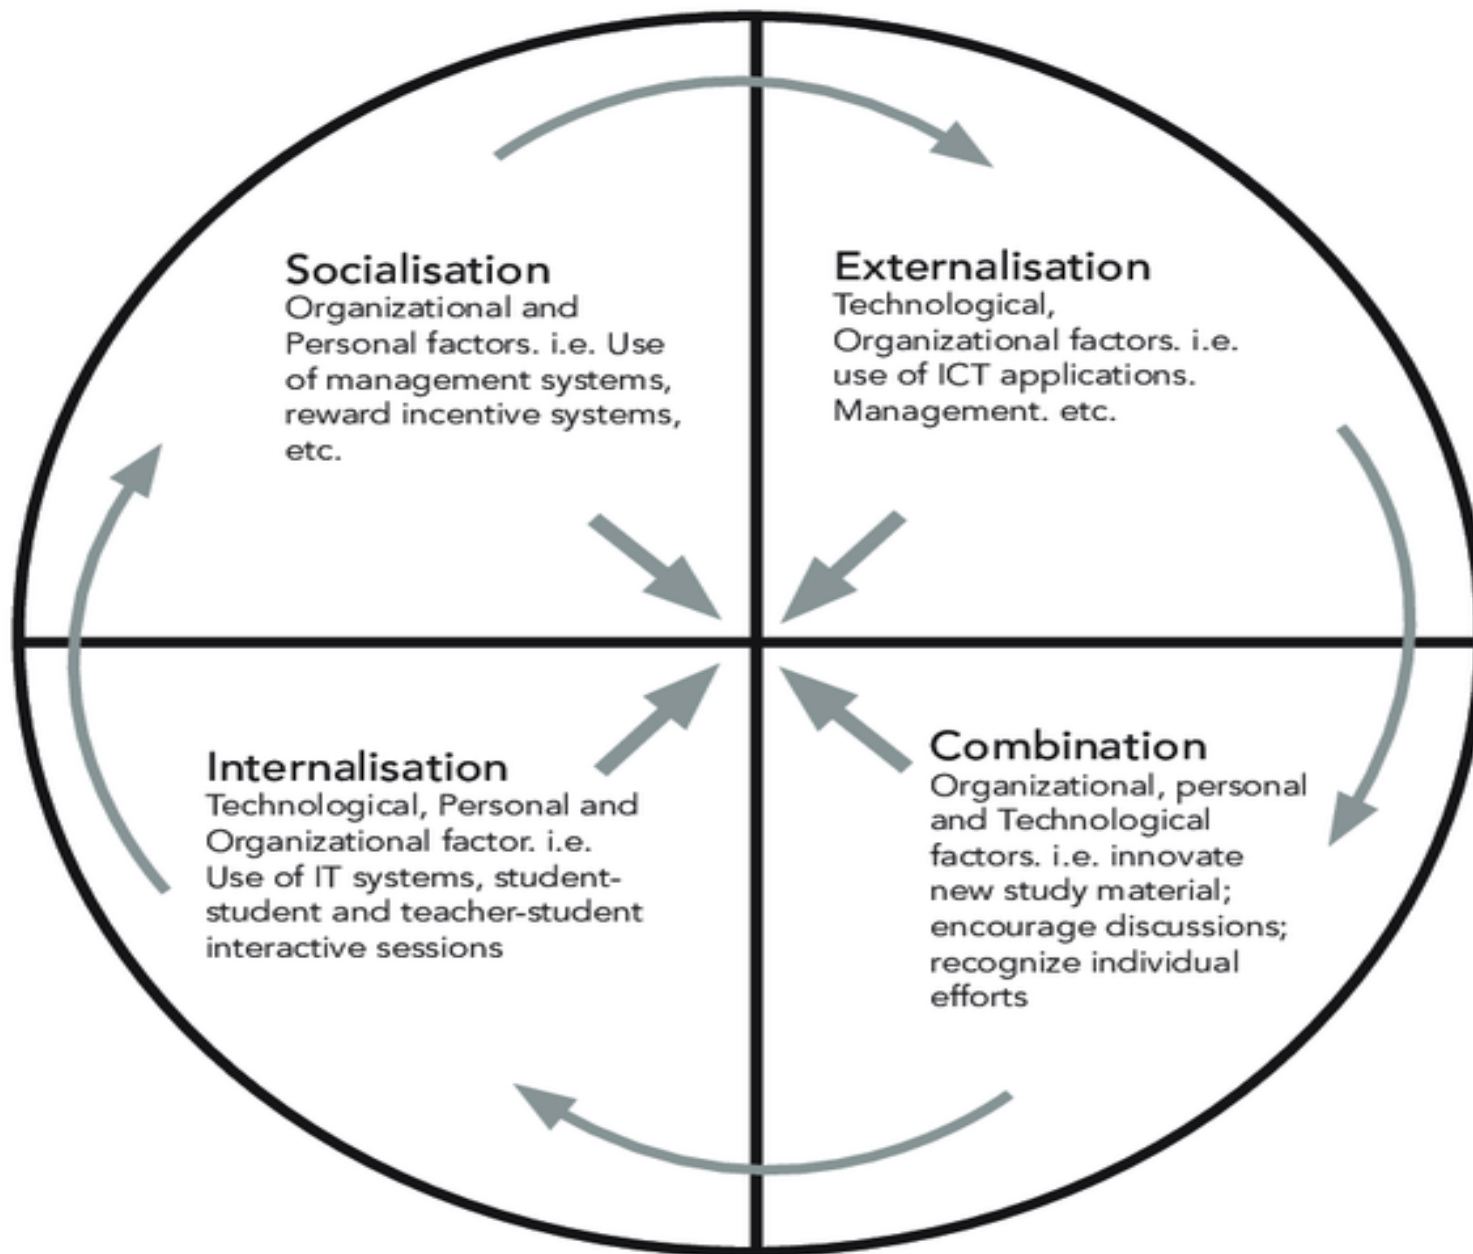 Socialisation
Organizational and
Personal factors. i.e. Use
of management systems,
reward incentive systems,
etc.
Externalisation
Technological,
Organizational factors. i.e.
use of ICT applications.
Management. etc.
Internalisation
Technological, Personal and
Organizational factor. i.e.
Use of IT systems, student-
student and teacher-student
interactive sessions
Combination
Organizational, personal
and Technological
factors. i.e. innovate
new study material;
encourage discussions;
recognize individual
efforts